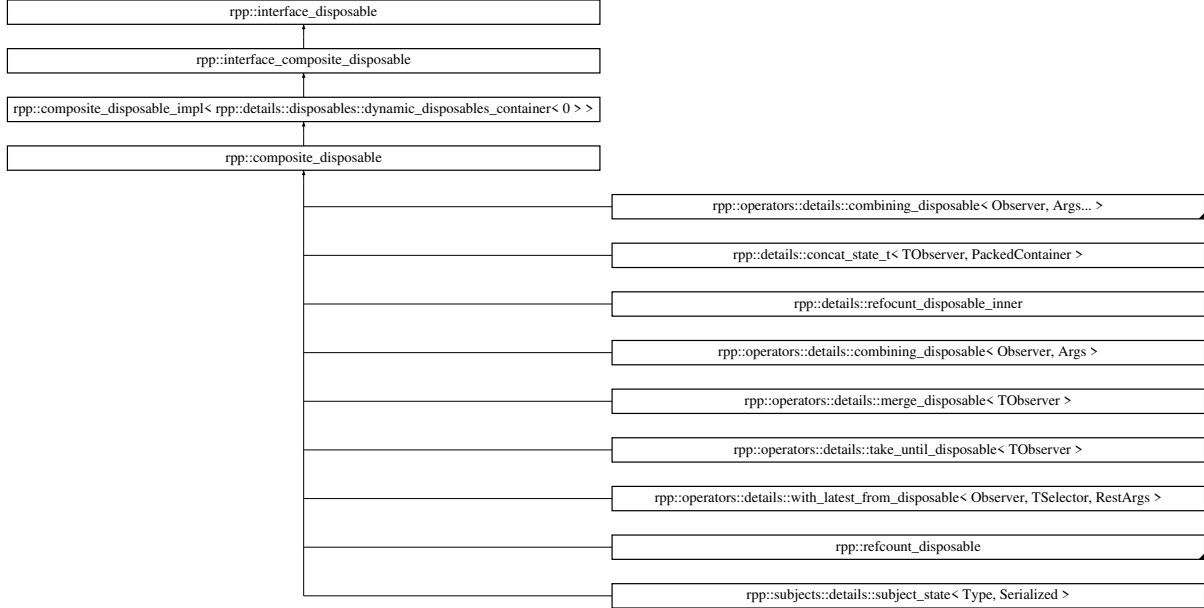 rpp::interface_disposable
rpp::interface_composite_disposable
rpp::composite_disposable_impl< rpp::details::disposables::dynamic_disposables_container< 0 > >
rpp::composite_disposable
rpp::operators::details::combining_disposable< Observer, Args... >
rpp::details::concat_state_t< TObserver, PackedContainer >
rpp::details::refocunt_disposable_inner
rpp::operators::details::combining_disposable< Observer, Args >
rpp::operators::details::merge_disposable< TObserver >
rpp::operators::details::take_until_disposable< TObserver >
rpp::operators::details::with_latest_from_disposable< Observer, TSelector, RestArgs >
rpp::refcount_disposable
rpp::subjects::details::subject_state< Type, Serialized >